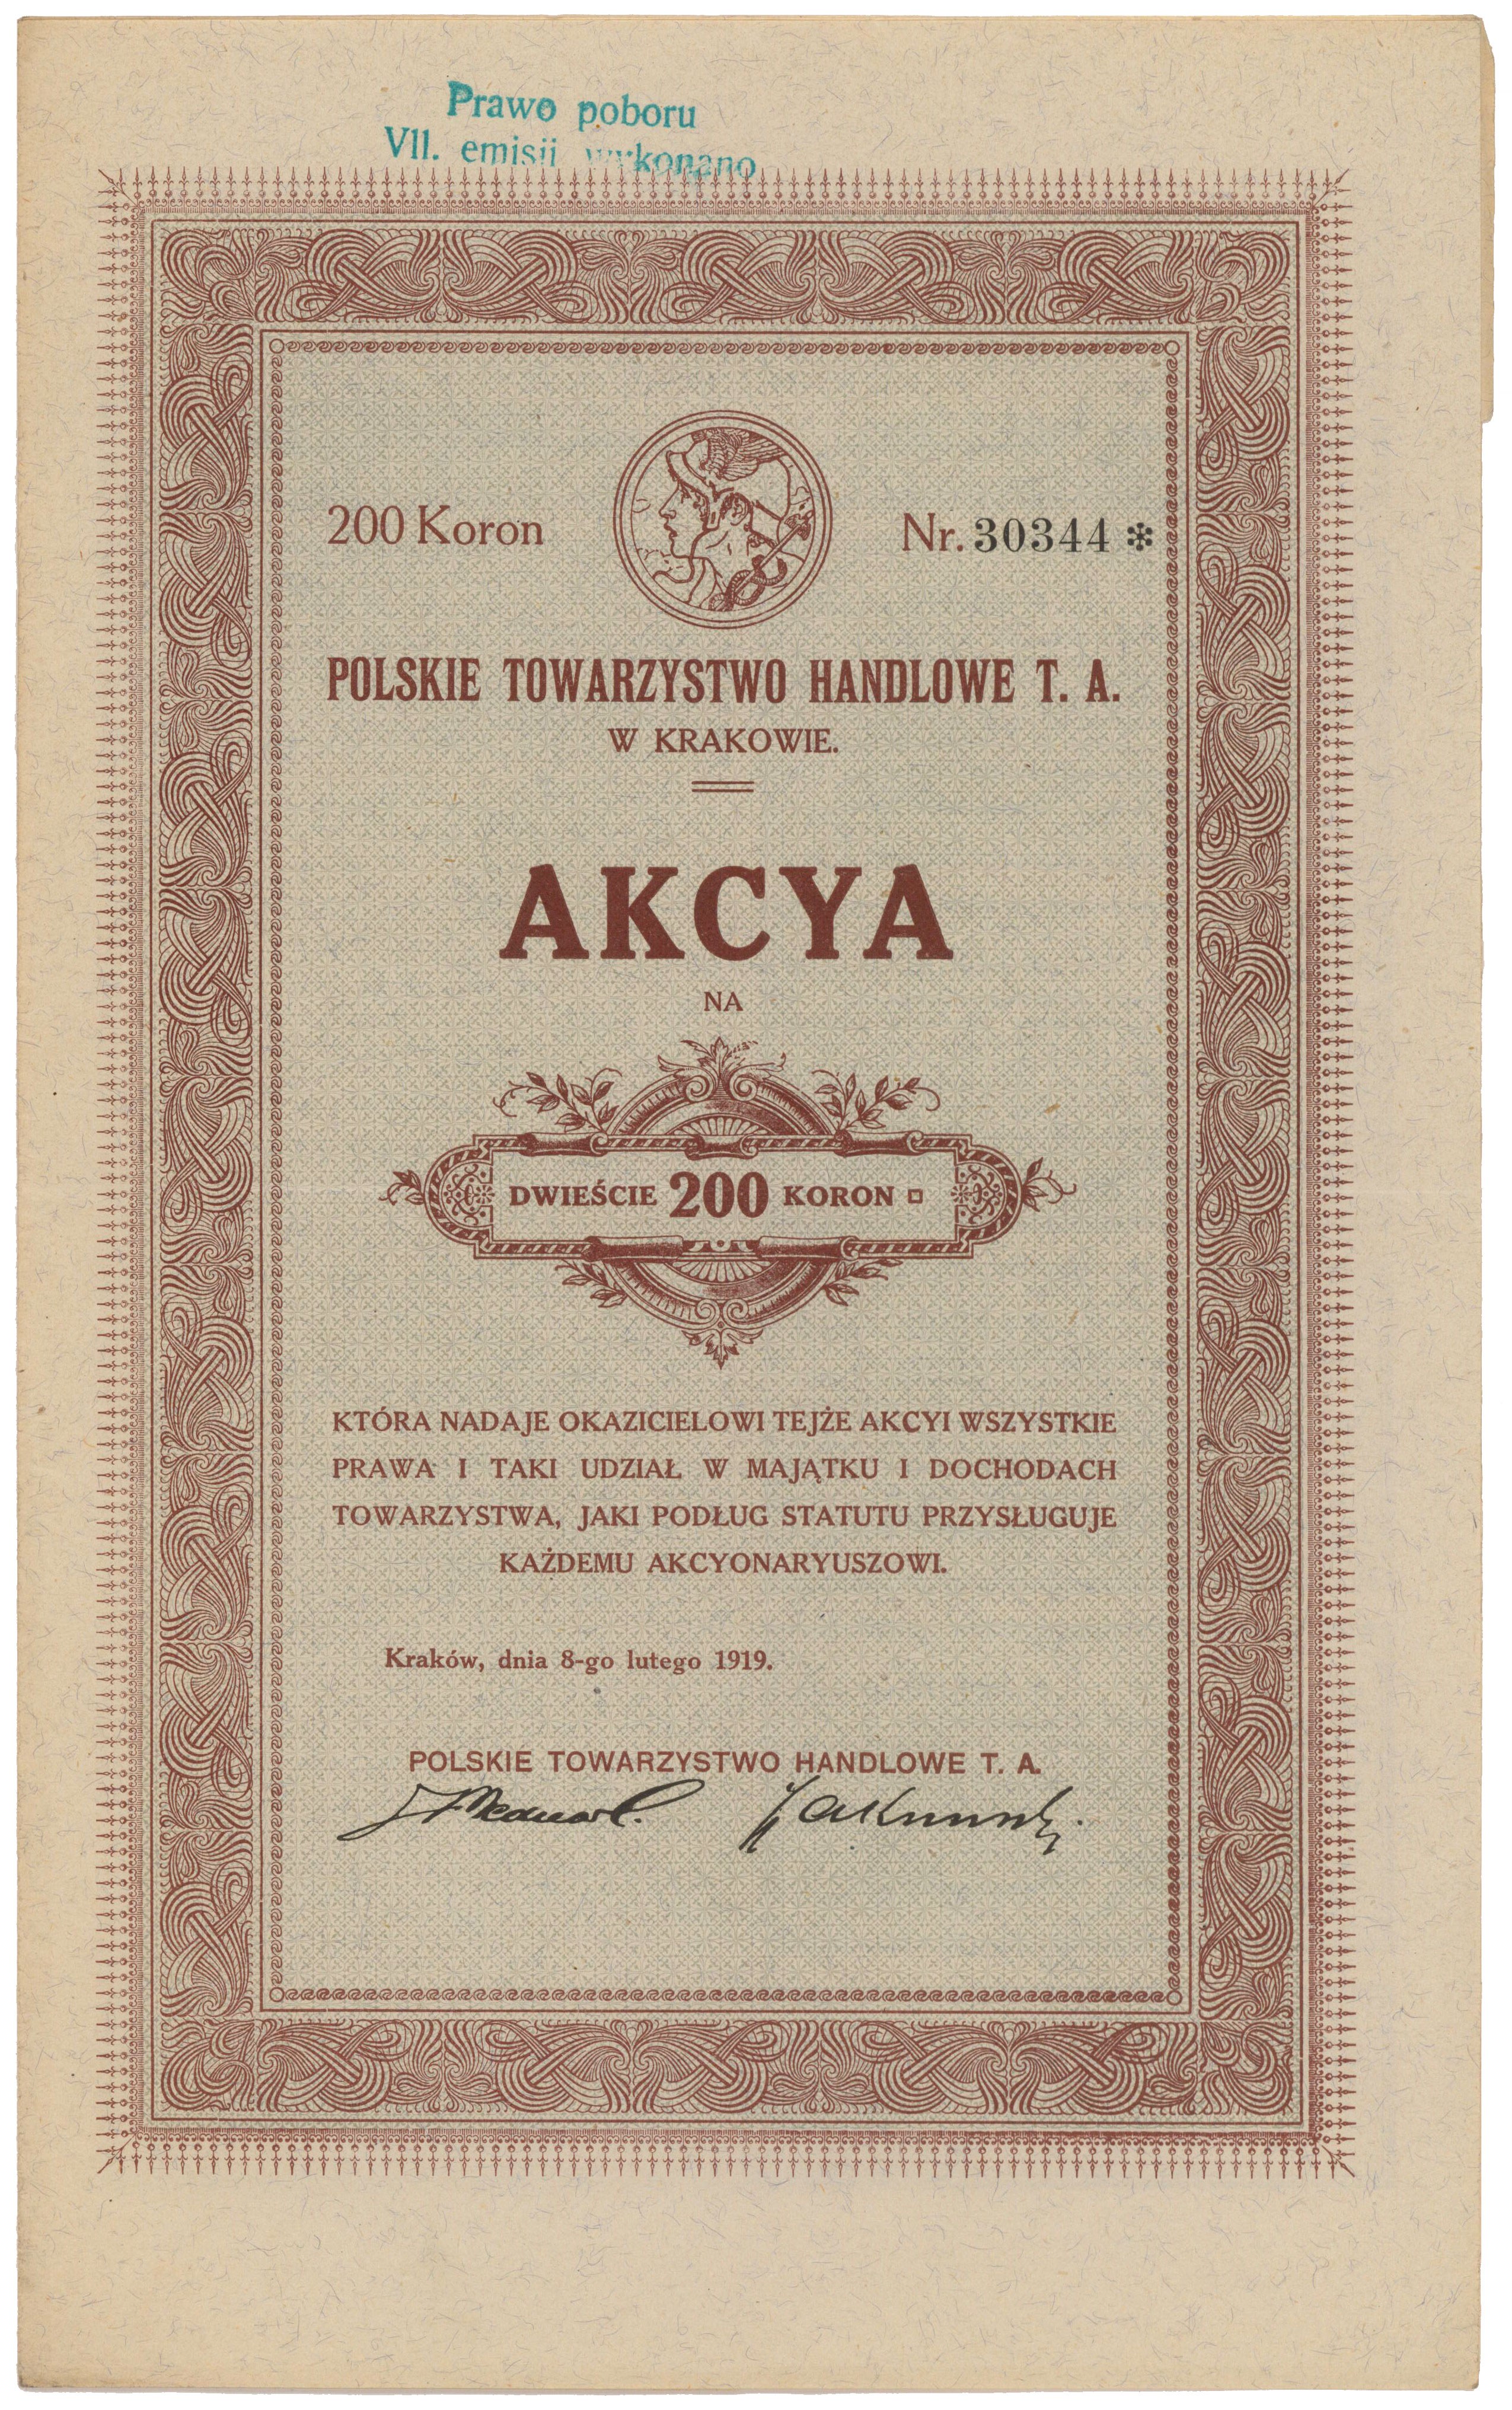 Prawo poboru
VII. emisji wykonano
200 Koron
Nr. 30344 *
POLSKIE TOWARZYSTWO HANDLOWE T. A.
W KRAKOWIE.
AKCYA
NA
DWIEŚCIE 200 KORON
KTÓRA NADAJE OKAZICIELOWI TEJŻE AKCYI WSZYSTKIE
PRAWA I TAKI UDZIAŁ W MAJĄTKU I DOCHODACH
TOWARZYSTWA, JAKI PODŁUG STATUTU PRZYSŁUGUJE
KAŻDEMU AKCYONARYUSZOWI.
Kraków, dnia 8-go lutego 1919.
POLSKIE TOWARZYSTWO HANDLOWE T. A.